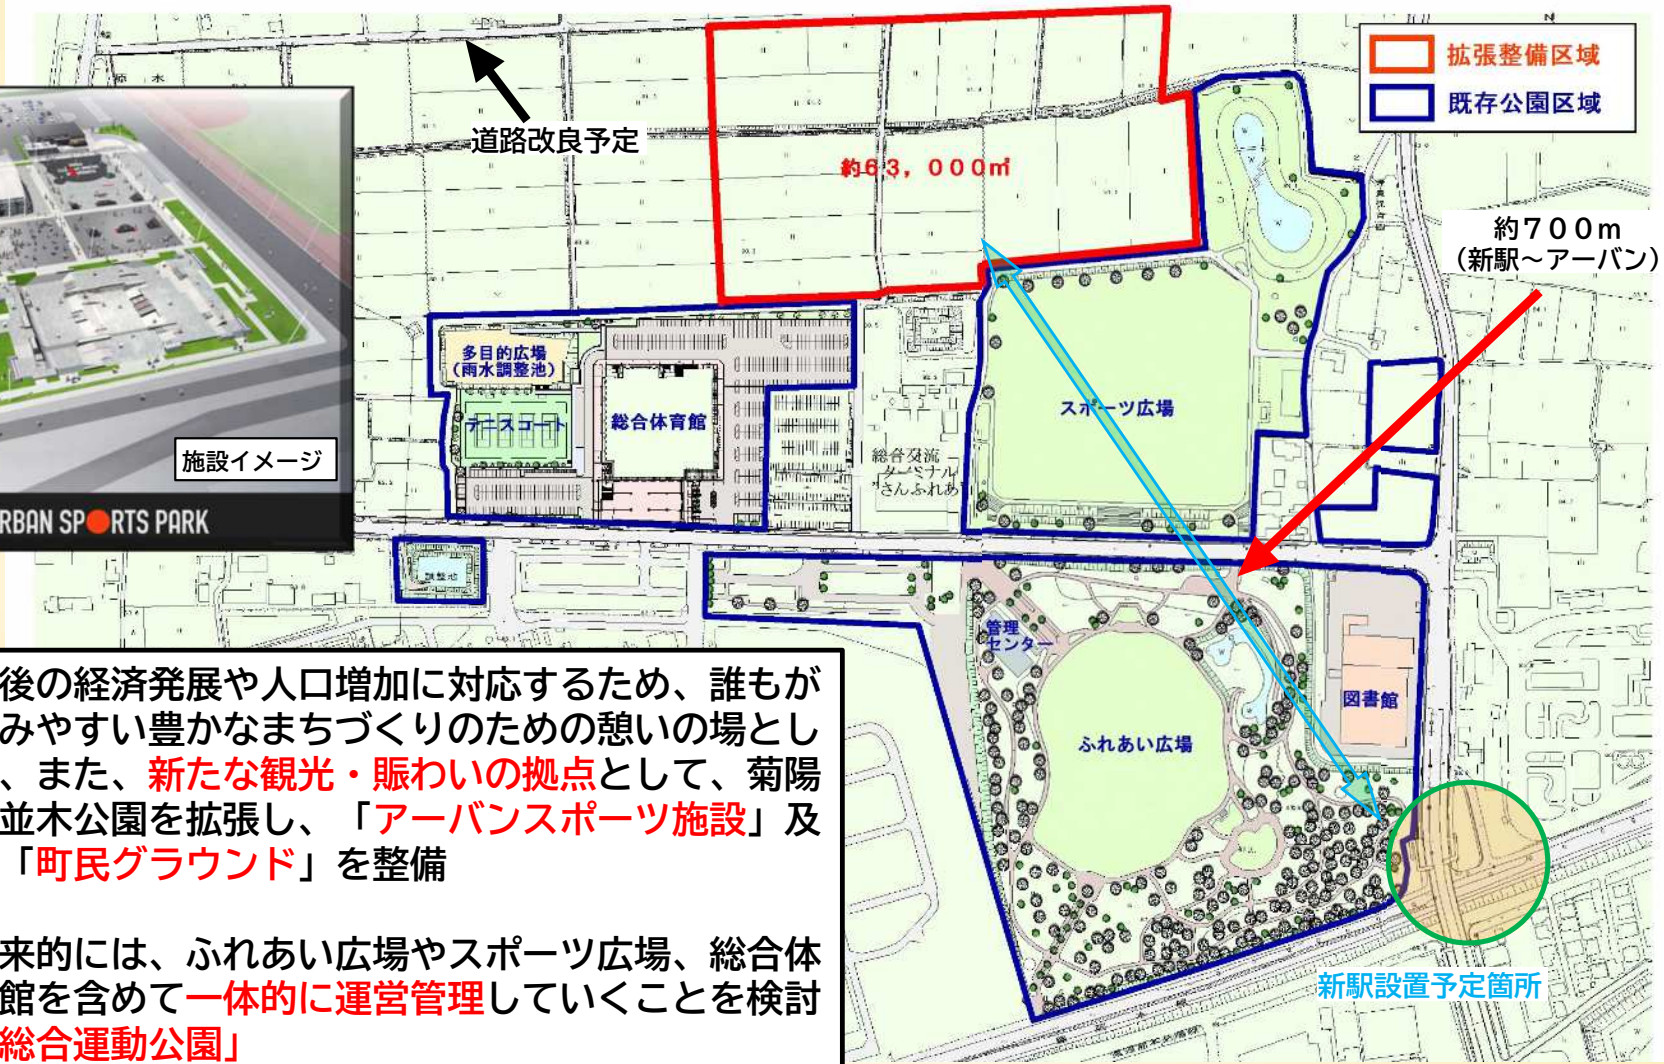 拡張整備区域
既存公園区域
道路改良予定
約63,000㎡
約700m
(新駅～アーバン)
多目的広場
(雨水調整池)
テニスコート
総合体育館
スポーツ広場
総合交流
ターミナル
"さんふれあ
施設イメージ
RBAN SPORTS PARK
調整池
管理
センター
図書館
ふれあい広場
新駅設置予定箇所
後の経済発展や人口増加に対応するため、誰もが
みやすい豊かなまちづくりのための憩いの場とし
、また、新たな観光・賑わいの拠点として、菊陽
並木公園を拡張し、「アーバンスポーツ施設」及
「町民グラウンド」を整備
来的には、ふれあい広場やスポーツ広場、総合体
館を含めて一体的に運営管理していくことを検討
総合運動公園」